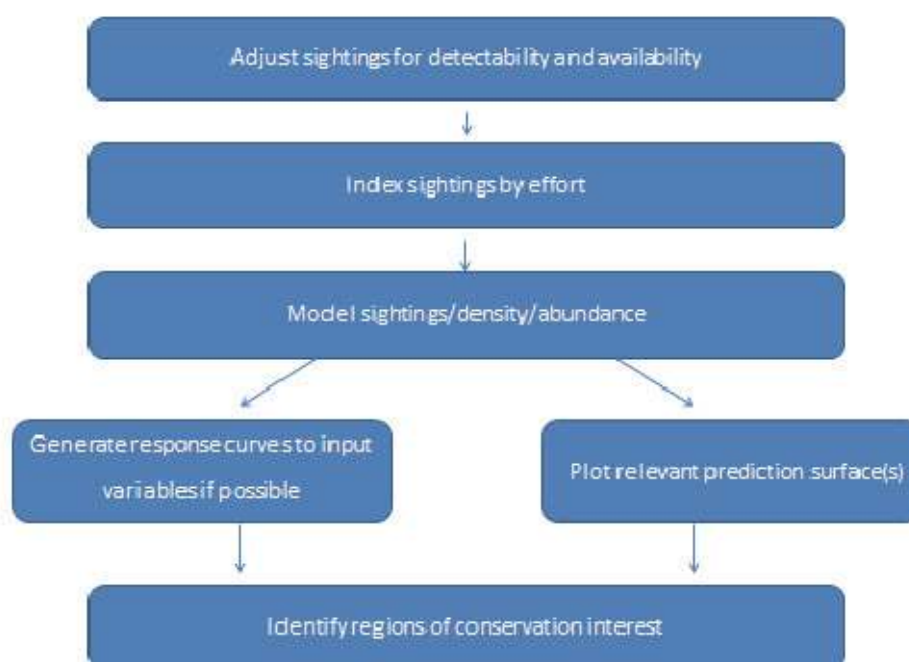 Adjust sightings for detectability and availability
Index sightings by effort
Model sightings/density/abundance
Generate response curves to input
variables if possible
Plot relevant prediction surface(s)
Identify regions of conservation interest